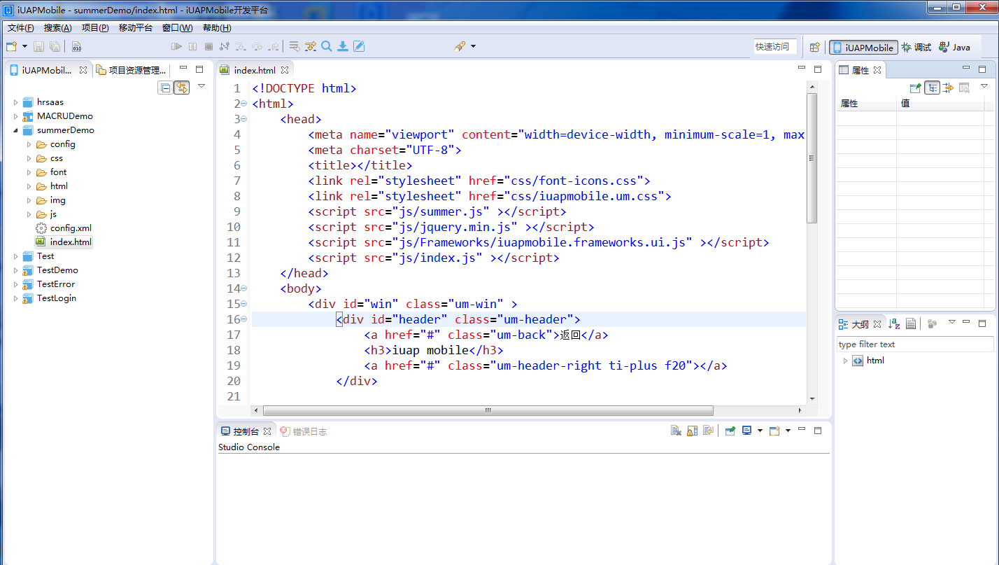 iUAPMobile - summerDemo/index.html - iUAPMobile开发平台
文件(F) 搜索(A) 项目(P) 移动平台 窗口(W) 帮助(H)
010 快速访问 iUAPMobile 调试 Java
iUAPMobil... 项目资源管理...
hrsaas
MACRUDemo
summerDemo
config
css
font
html
img
js
config.xml
index.html
Test
TestDemo
TestError
TestLogin
index.html
1 <!DOCTYPE html>
2 <html>
3 <head>
4 <meta name="viewport" content="width=device-width, minimum-scale=1, max
5 <meta charset="UTF-8">
6 <title></title>
7 <link rel="stylesheet" href="css/font-icons.css">
8 <link rel="stylesheet" href="css/iuapmobile.um.css">
9 <script src="js/summer.js" ></script>
10 <script src="js/jquery.min.js" ></script>
11 <script src="js/Frameworks/iuapmobile.frameworks.ui.js" ></script>
12 <script src="js/index.js" ></script>
13 </head>
14 <body>
15 <div id="win" class="um-win" >
16 <div id="header" class="um-header">
17 <a href="#" class="um-back">返回</a>
18 <h3>iuap mobile</h3>
19 <a href="#" class="um-header-right ti-plus f20"></a>
20 </div>
21
控制台 错误日志
Studio Console
属性
属性 值
大纲
type filter text
html